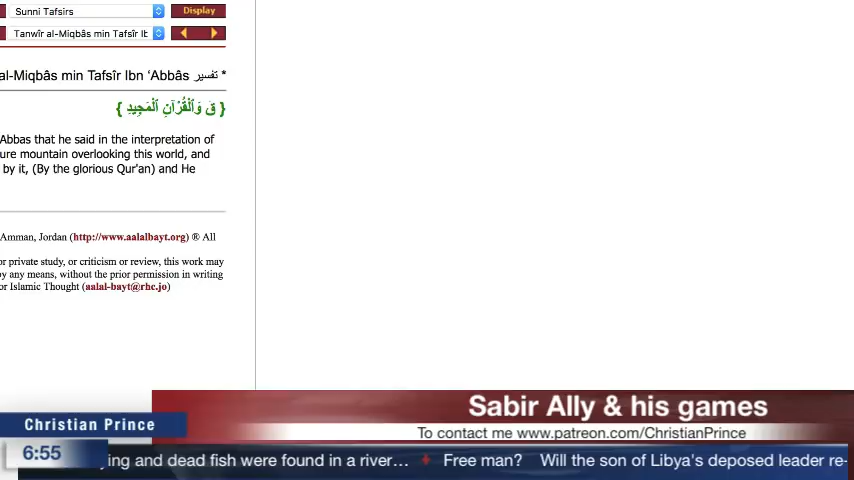 Sunni Tafsirs
Display
Tanwîr al-Miqbâs min Tafsîr Ib
al-Miqbâs min Tafsîr Ibn ‘Abbâs تفسير *
{ قۤ وَٱلْقُرْآنِ ٱلْمَجِيدِ }
Abbas that he said in the interpretation of
ure mountain overlooking this world, and
by it, (By the glorious Qur'an) and He
Amman, Jordan (http://www.aalalbayt.org) ® All
or private study, or criticism or review, this work may
by any means, without the prior permission in writing
or Islamic Thought (aalal-bayt@rhc.jo)
Sabir Ally & his games
Christian Prince
To contact me www.patreon.com/ChristianPrince
6:55
ying and dead fish were found in a river... Free man? Will the son of Libya's deposed leader re-